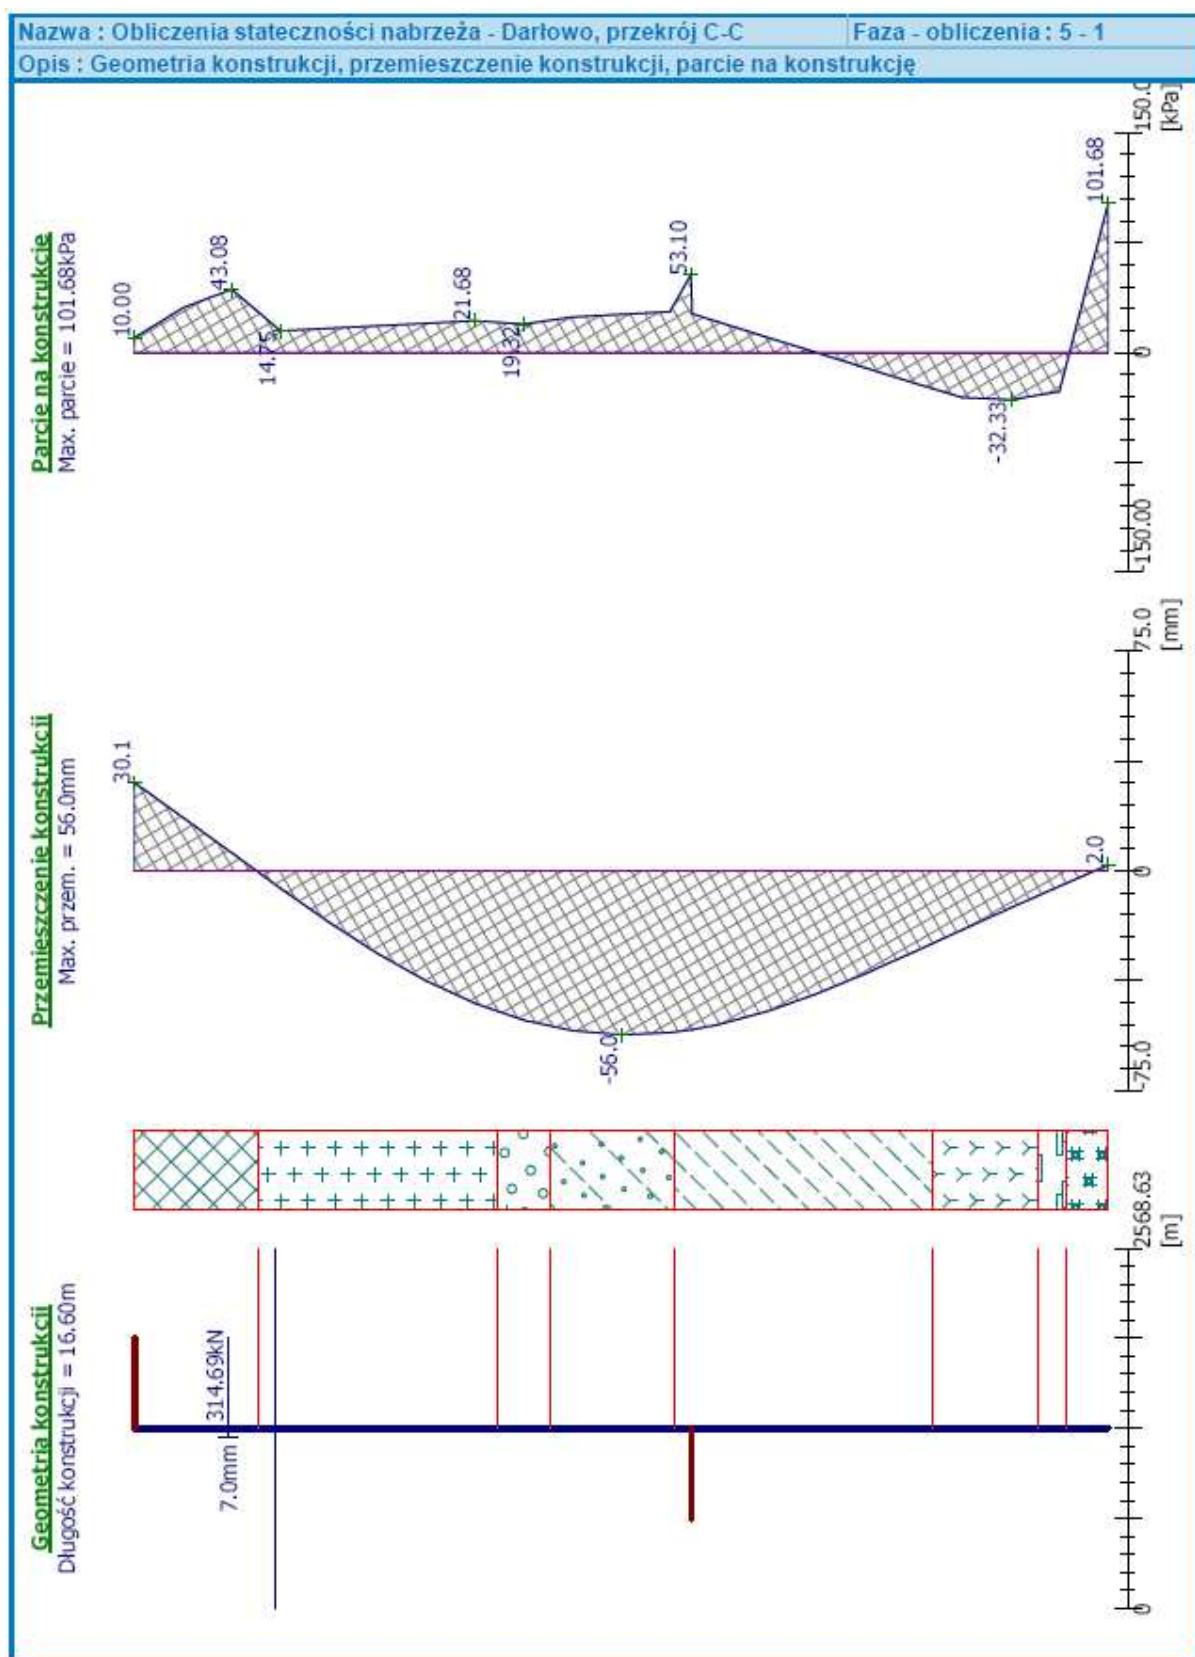 Nazwa : Obliczenia stateczności nabrzeża - Darłowo, przekrój C-C
Faza - obliczenia : 5 - 1
Opis : Geometria konstrukcji, przemieszczenie konstrukcji, parcie na konstrukcję
Geometria konstrukcji
Długość konstrukcji = 16.60m
7.0mm
314.69kN
0
2568.63
[m]
Przemieszczenie konstrukcji
Max. przem. = 56.0mm
30.1
-56.0
2.0
-75.0
0
75.0
[mm]
Parcie na konstrukcje
Max. parcie = 101.68kPa
10.00
43.08
14.75
21.68
19.32
53.10
-32.33
101.68
-150.00
0
150.0
[kPa]